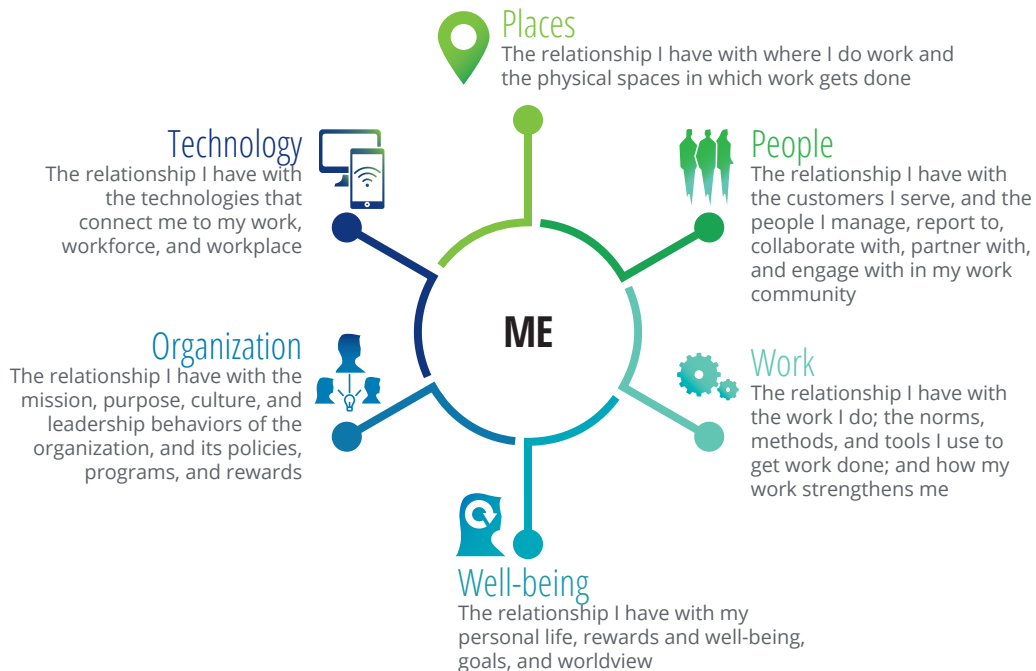 Places
The relationship I have with where I do work and
the physical spaces in which work gets done
Technology
The relationship I have with
the technologies that
connect me to my work,
workforce, and workplace
People
The relationship I have with
the customers I serve, and the
people I manage, report to,
collaborate with, partner with,
and engage with in my work
community
ME
Organization
The relationship I have with the
mission, purpose, culture, and
leadership behaviors of the
organization, and its policies,
programs, and rewards
Work
The relationship I have with
the work I do; the norms,
methods, and tools I use to
get work done; and how my
work strengthens me
Well-being
The relationship I have with my
personal life, rewards and well-being,
goals, and worldview